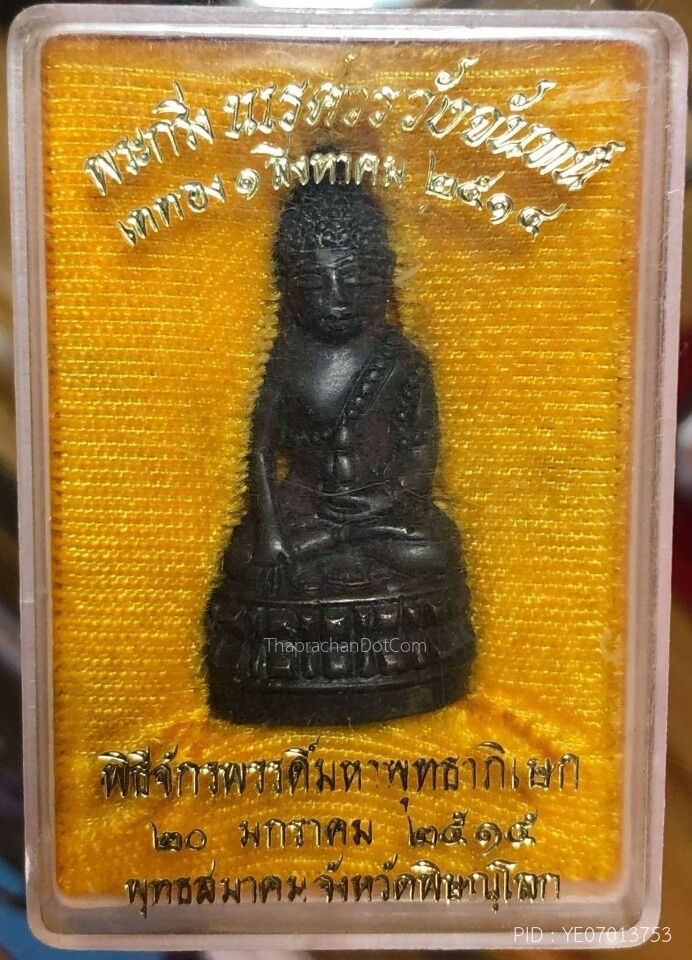 พระกริ่ง นเรศวรวังจันทน์
เททอง ๑ สิงหาคม ๒๕๑๔
ThaprachanDotCom
พิธีจักรพรรดิ์มหาพุทธาภิเษก
๒๐ มกราคม ๒๕๑๕
พุทธสมาคม จังหวัดพิษณุโลก
PID : YE07013753